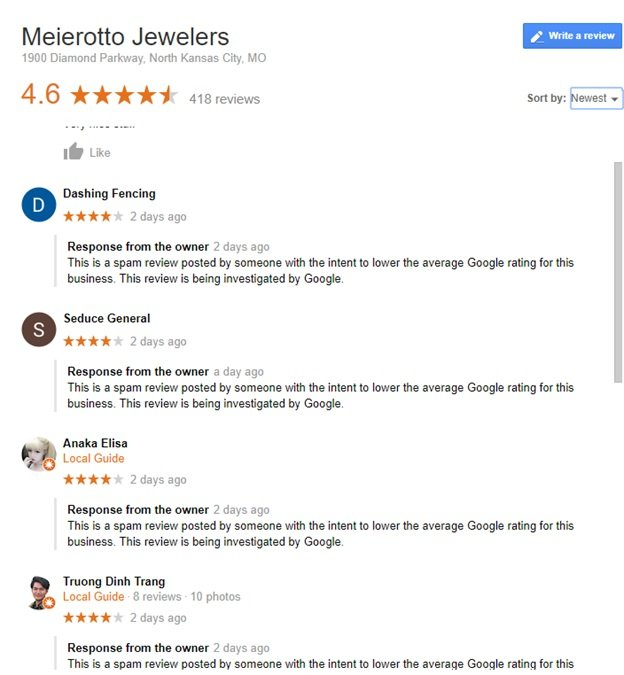 Meierotto Jewelers
Write a review
1900 Diamond Parkway, North Kansas City, MO
4.6
418 reviews
Sort by: Newest
Like
D
Dashing Fencing
2 days ago
Response from the owner 2 days ago
This is a spam review posted by someone with the intent to lower the average Google rating for this
business. This review is being investigated by Google.
S
Seduce General
2 days ago
Response from the owner a day ago
This is a spam review posted by someone with the intent to lower the average Google rating for this
business. This review is being investigated by Google.
Anaka Elisa
Local Guide
2 days ago
Response from the owner 2 days ago
This is a spam review posted by someone with the intent to lower the average Google rating for this
business. This review is being investigated by Google.
Truong Dinh Trang
Local Guide · 8 reviews · 10 photos
2 days ago
Response from the owner 2 days ago
This is a spam review posted by someone with the intent to lower the average Google rating for this